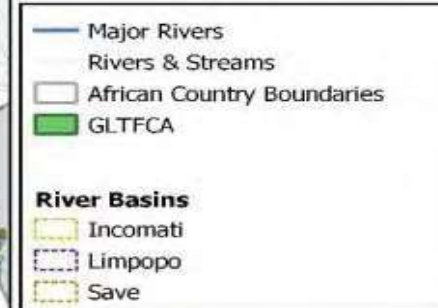 Major Rivers
Rivers & Streams
African Country Boundaries
GLTFCA
River Basins
Incomati
Limpopo
Save